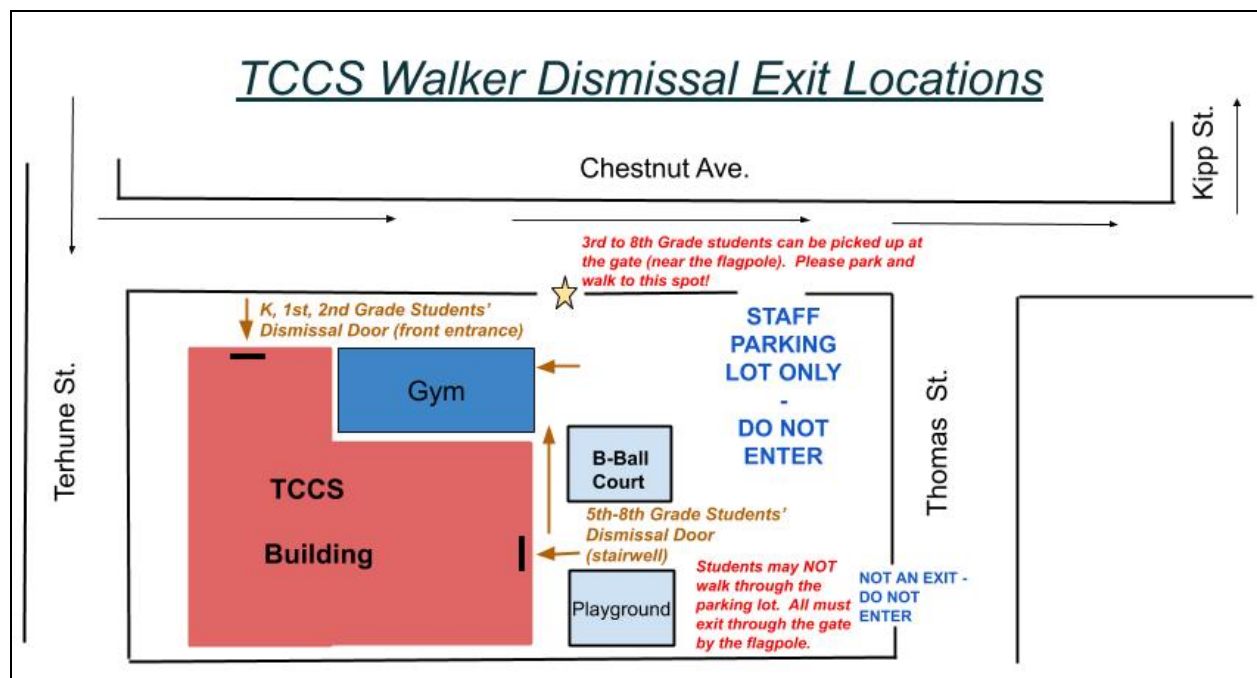 TCCS Walker Dismissal Exit Locations
Kipp St.
Chestnut Ave.
3rd to 8th Grade students can be picked up at
the gate (near the flagpole).  Please park and
walk to this spot!
K, 1st, 2nd Grade Students’
Dismissal Door (front entrance)
STAFF
PARKING
LOT ONLY
-
DO NOT
ENTER
Gym
Terhune St.
Thomas St.
B-Ball
Court
TCCS
Building
5th-8th Grade Students’
Dismissal Door
(stairwell)
Students may NOT
walk through the
parking lot.  All must
exit through the gate
by the flagpole.
NOT AN EXIT -
DO NOT
ENTER
Playground